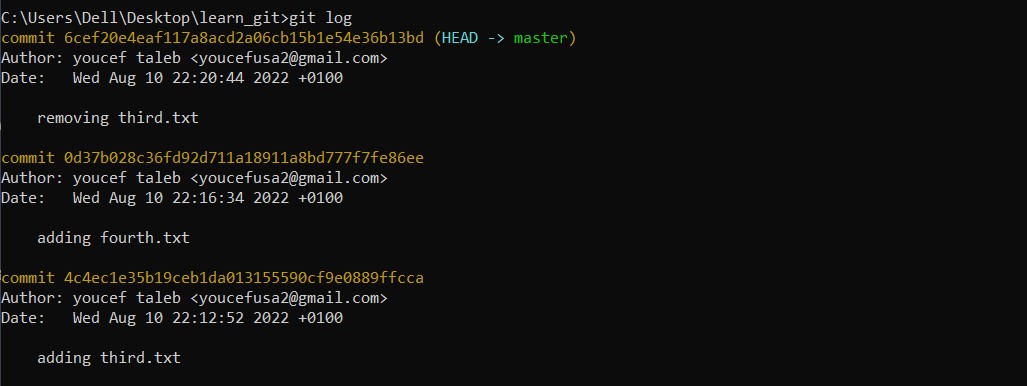 C:\Users\Dell\Desktop\learn_git>git log
commit 6cef20e4eaf117a8acd2a06cb15b1e54e36b13bd (HEAD -> master)
Author: youcef taleb <youcefusa2@gmail.com>
Date:   Wed Aug 10 22:20:44 2022 +0100
    removing third.txt
commit 0d37b028c36fd92d711a18911a8bd777f7fe86ee
Author: youcef taleb <youcefusa2@gmail.com>
Date:   Wed Aug 10 22:16:34 2022 +0100
    adding fourth.txt
commit 4c4ec1e35b19ceb1da013155590cf9e0889ffcca
Author: youcef taleb <youcefusa2@gmail.com>
Date:   Wed Aug 10 22:12:52 2022 +0100
    adding third.txt